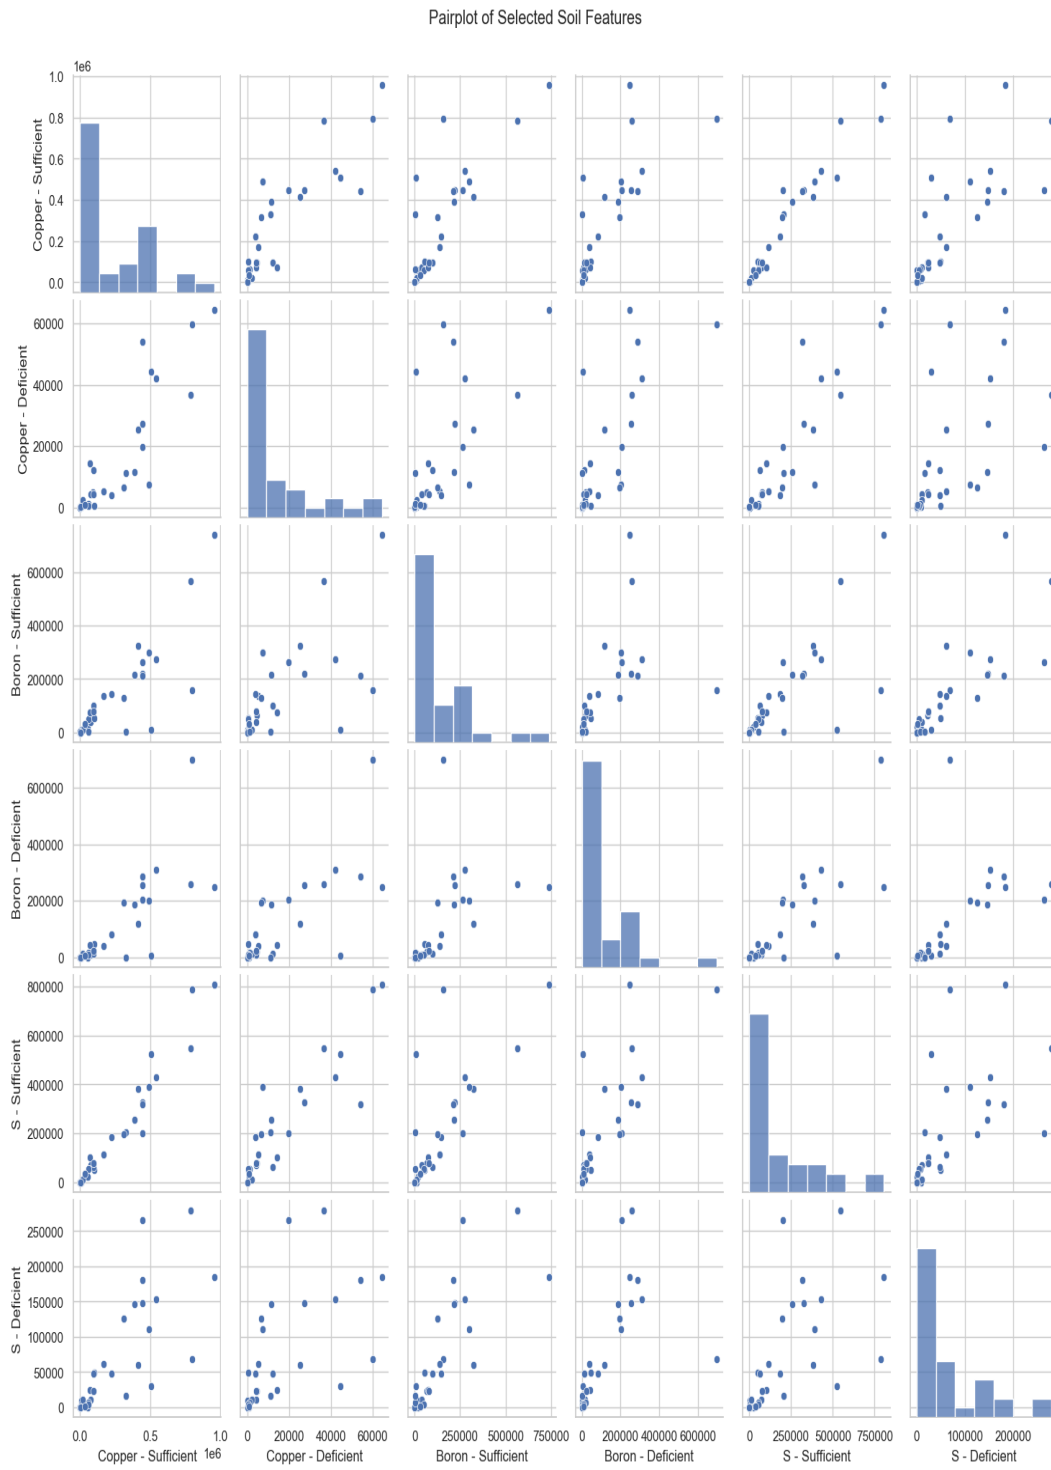 Pairplot of Selected Soil Features
1e6
1.0
0.8
0.6
0.4
0.2
0.0
Copper - Sufficient
60000
40000
20000
0
Copper - Deficient
600000
400000
200000
0
Boron - Sufficient
600000
400000
200000
0
Boron - Deficient
800000
600000
400000
200000
0
S - Sufficient
250000
200000
150000
100000
50000
0
S - Deficient
0.0 0.5 1.0 0 20000 40000 60000 0 250000 500000 750000 0 200000 400000 600000 0 250000 500000 750000 0 100000 200000
Copper - Sufficient 1e6 Copper - Deficient Boron - Sufficient Boron - Deficient S - Sufficient S - Deficient